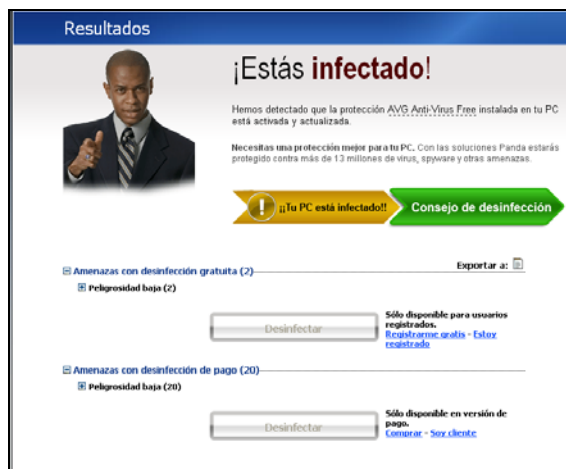 Resultados
¡Estás infectado!
Hemos detectado que la protección AVG Anti-Virus Free instalada en tu PC
está activada y actualizada.
Necesitas una protección mejor para tu PC. Con las soluciones Panda estarás
protegido contra más de 13 millones de virus, spyware y otras amenazas.
¡¡Tu PC está infectado!!
Consejo de desinfección
Exportar a:
Amenazas con desinfección gratuita (2)
Peligrosidad baja (2)
Desinfectar
Sólo disponible para usuarios
registrados.
Registrarme gratis - Estoy
registrado
Amenazas con desinfección de pago (20)
Peligrosidad baja (20)
Desinfectar
Sólo disponible en versión de
pago.
Comprar - Soy cliente